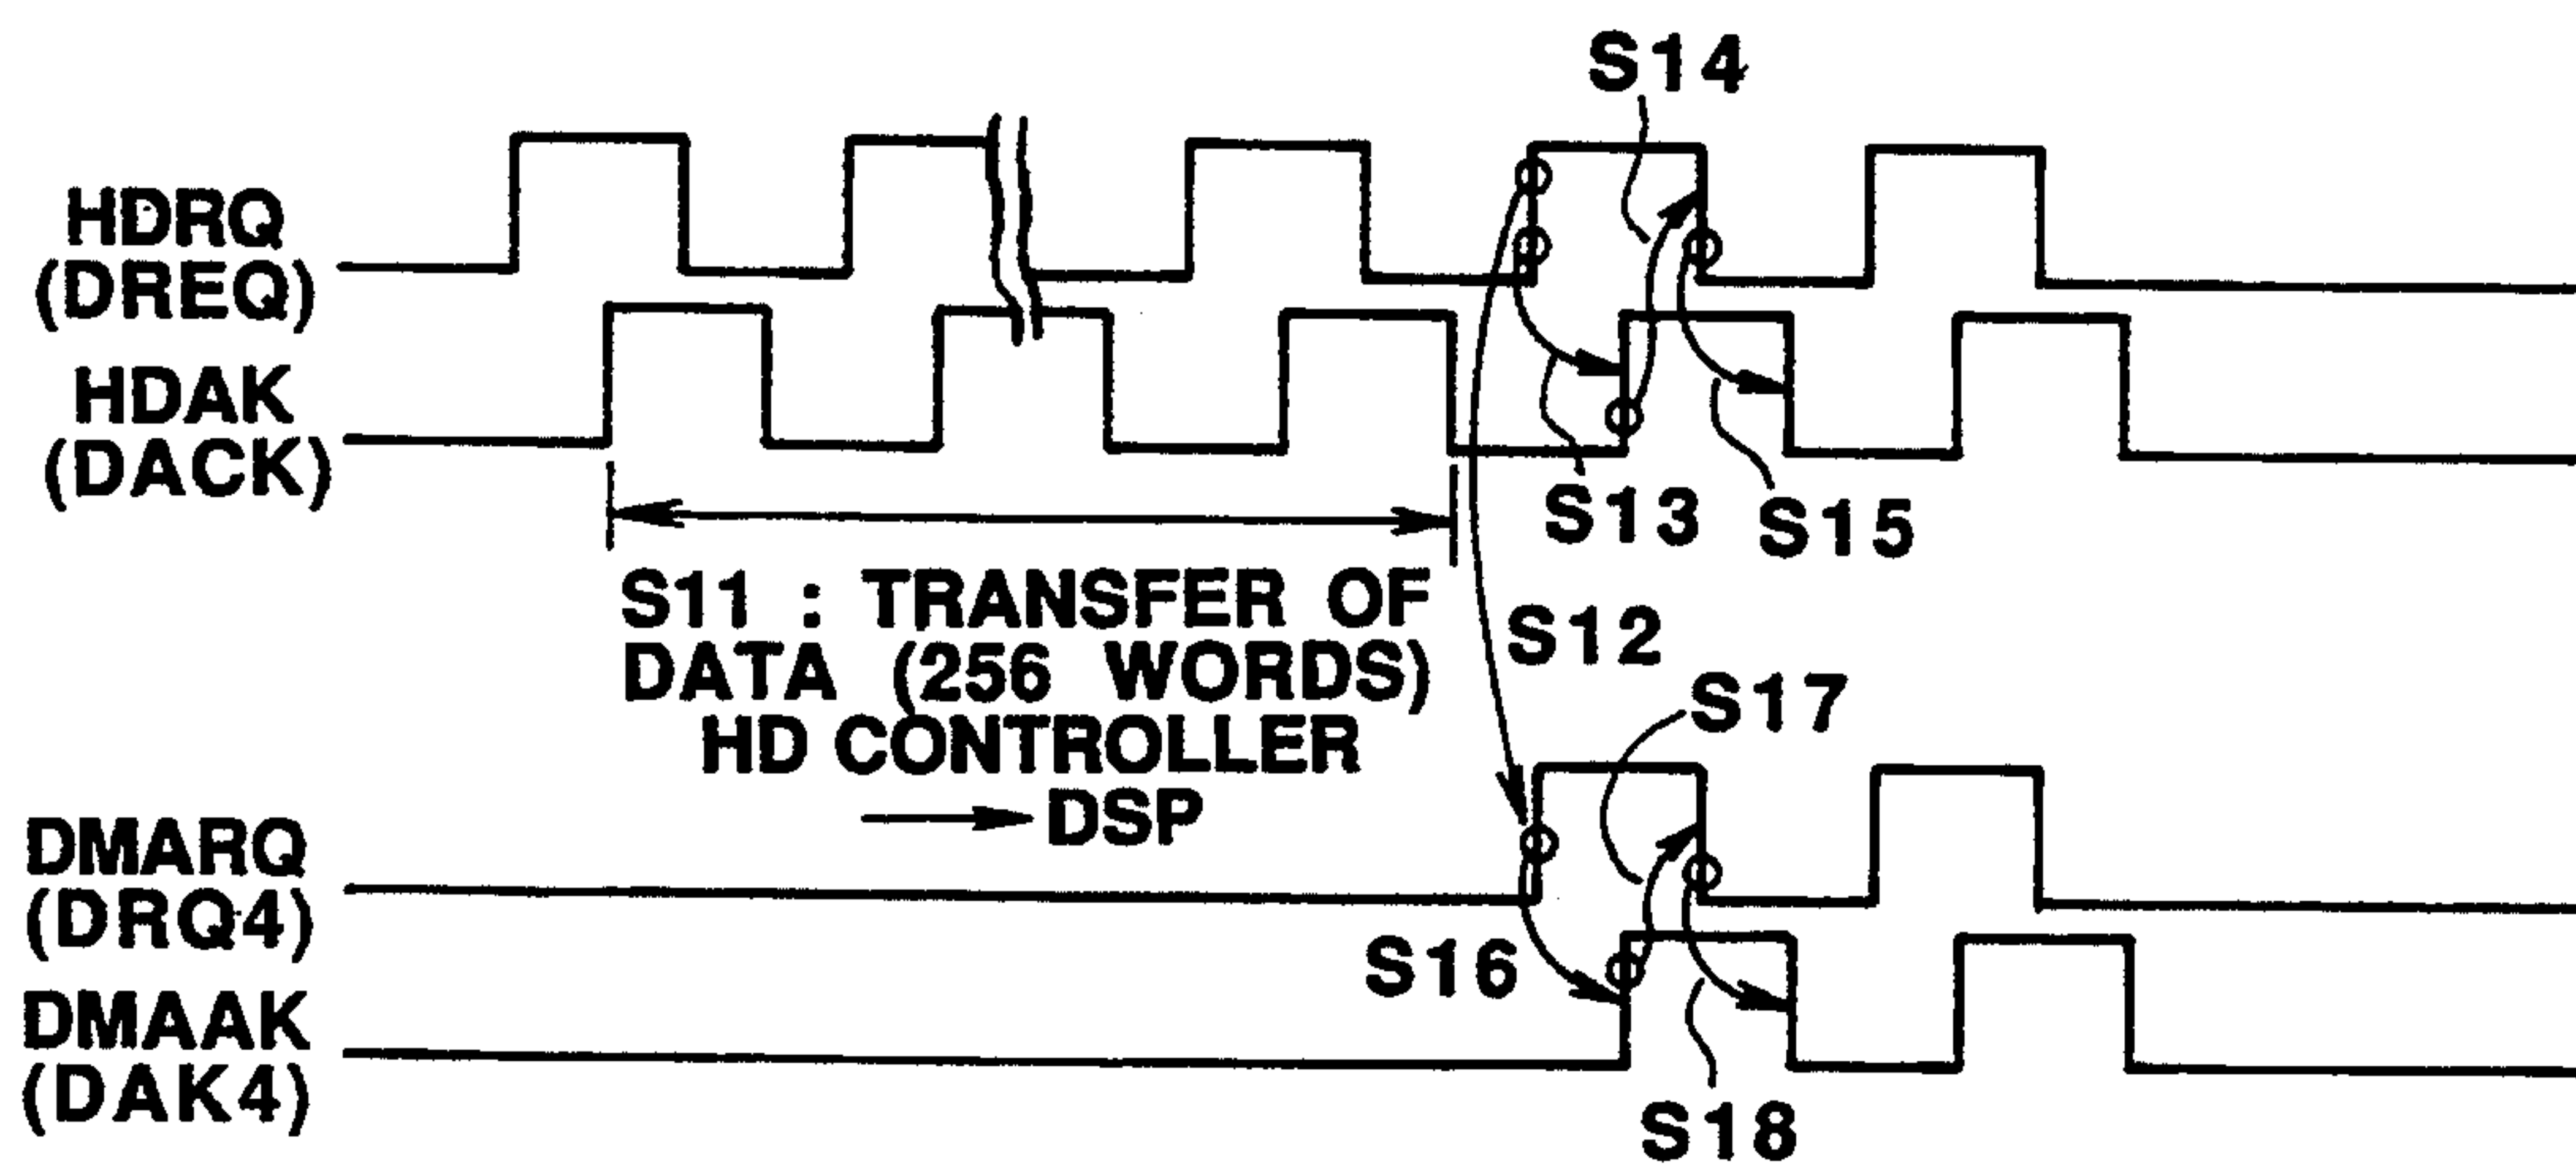 S14
HDRQ
(DREQ)
HDAK
(DACK)
S13
S15
S11 : TRANSFER OF
DATA (256 WORDS)
HD CONTROLLER
→ DSP
S12
S17
DMARQ
(DRQ4)
S16
DMAAK
(DAK4)
S18